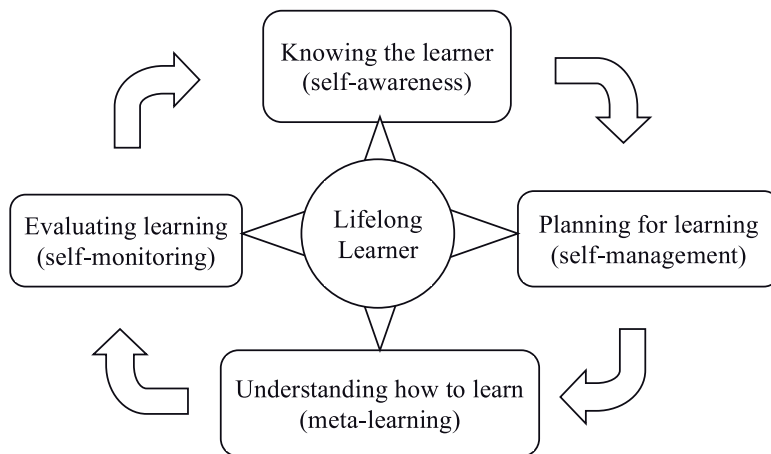 Knowing the learner
(self-awareness)
Evaluating learning
(self-monitoring)
Lifelong
Learner
Planning for learning
(self-management)
Understanding how to learn
(meta-learning)